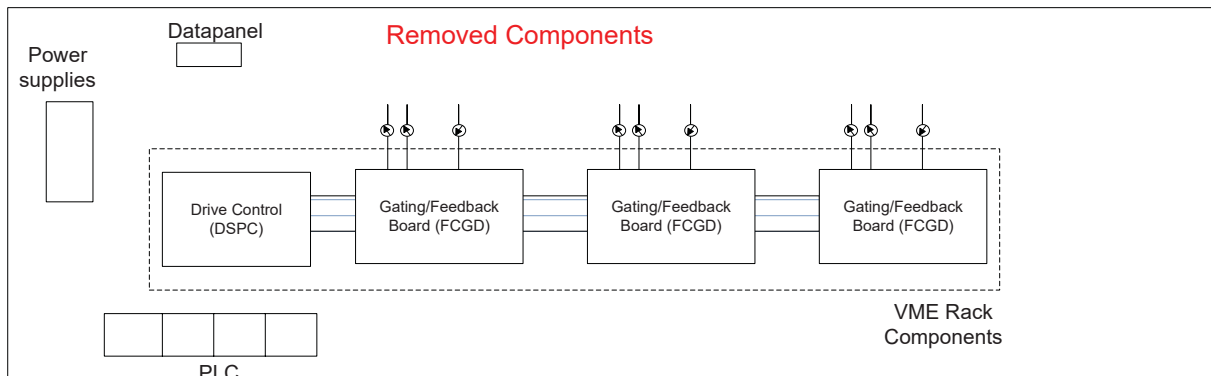 Datapanel
Removed Components
Power
supplies
Drive Control
(DSPC)
Gating/Feedback
Board (FCGD)
Gating/Feedback
Board (FCGD)
Gating/Feedback
Board (FCGD)
VME Rack
Components
PLC